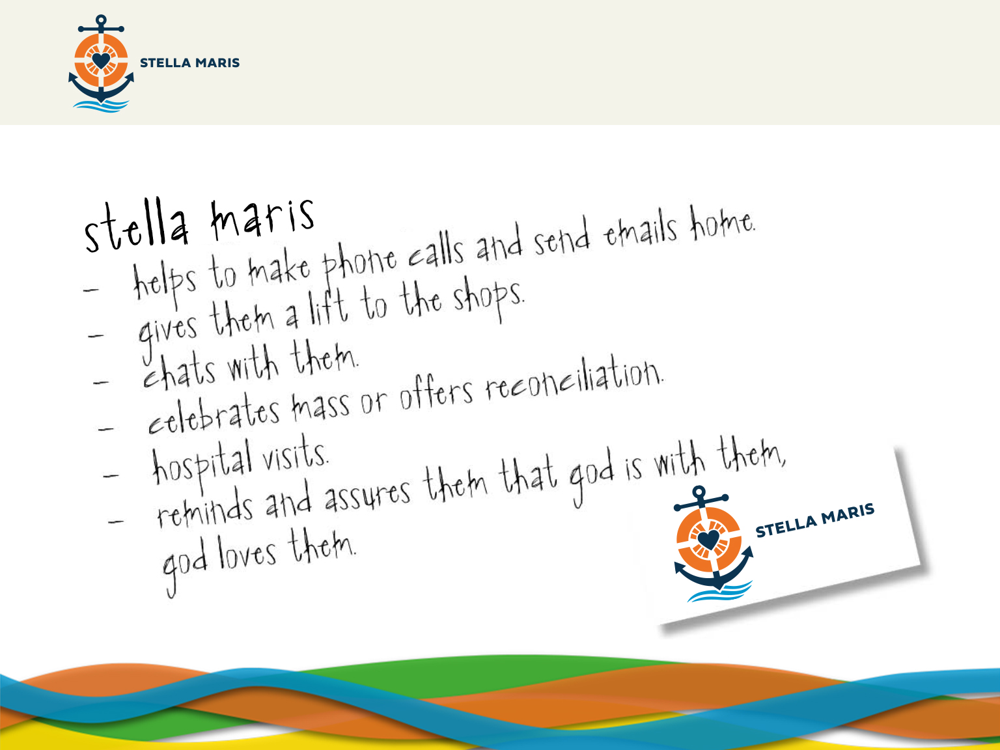 STELLA MARIS
stella maris
- helps to make phone calls and send emails home.
- gives them a lift to the shops.
- chats with them.
- celebrates mass or offers reconciliation.
- hospital visits.
- reminds and assures them that god is with them,
god loves them.
STELLA MARIS